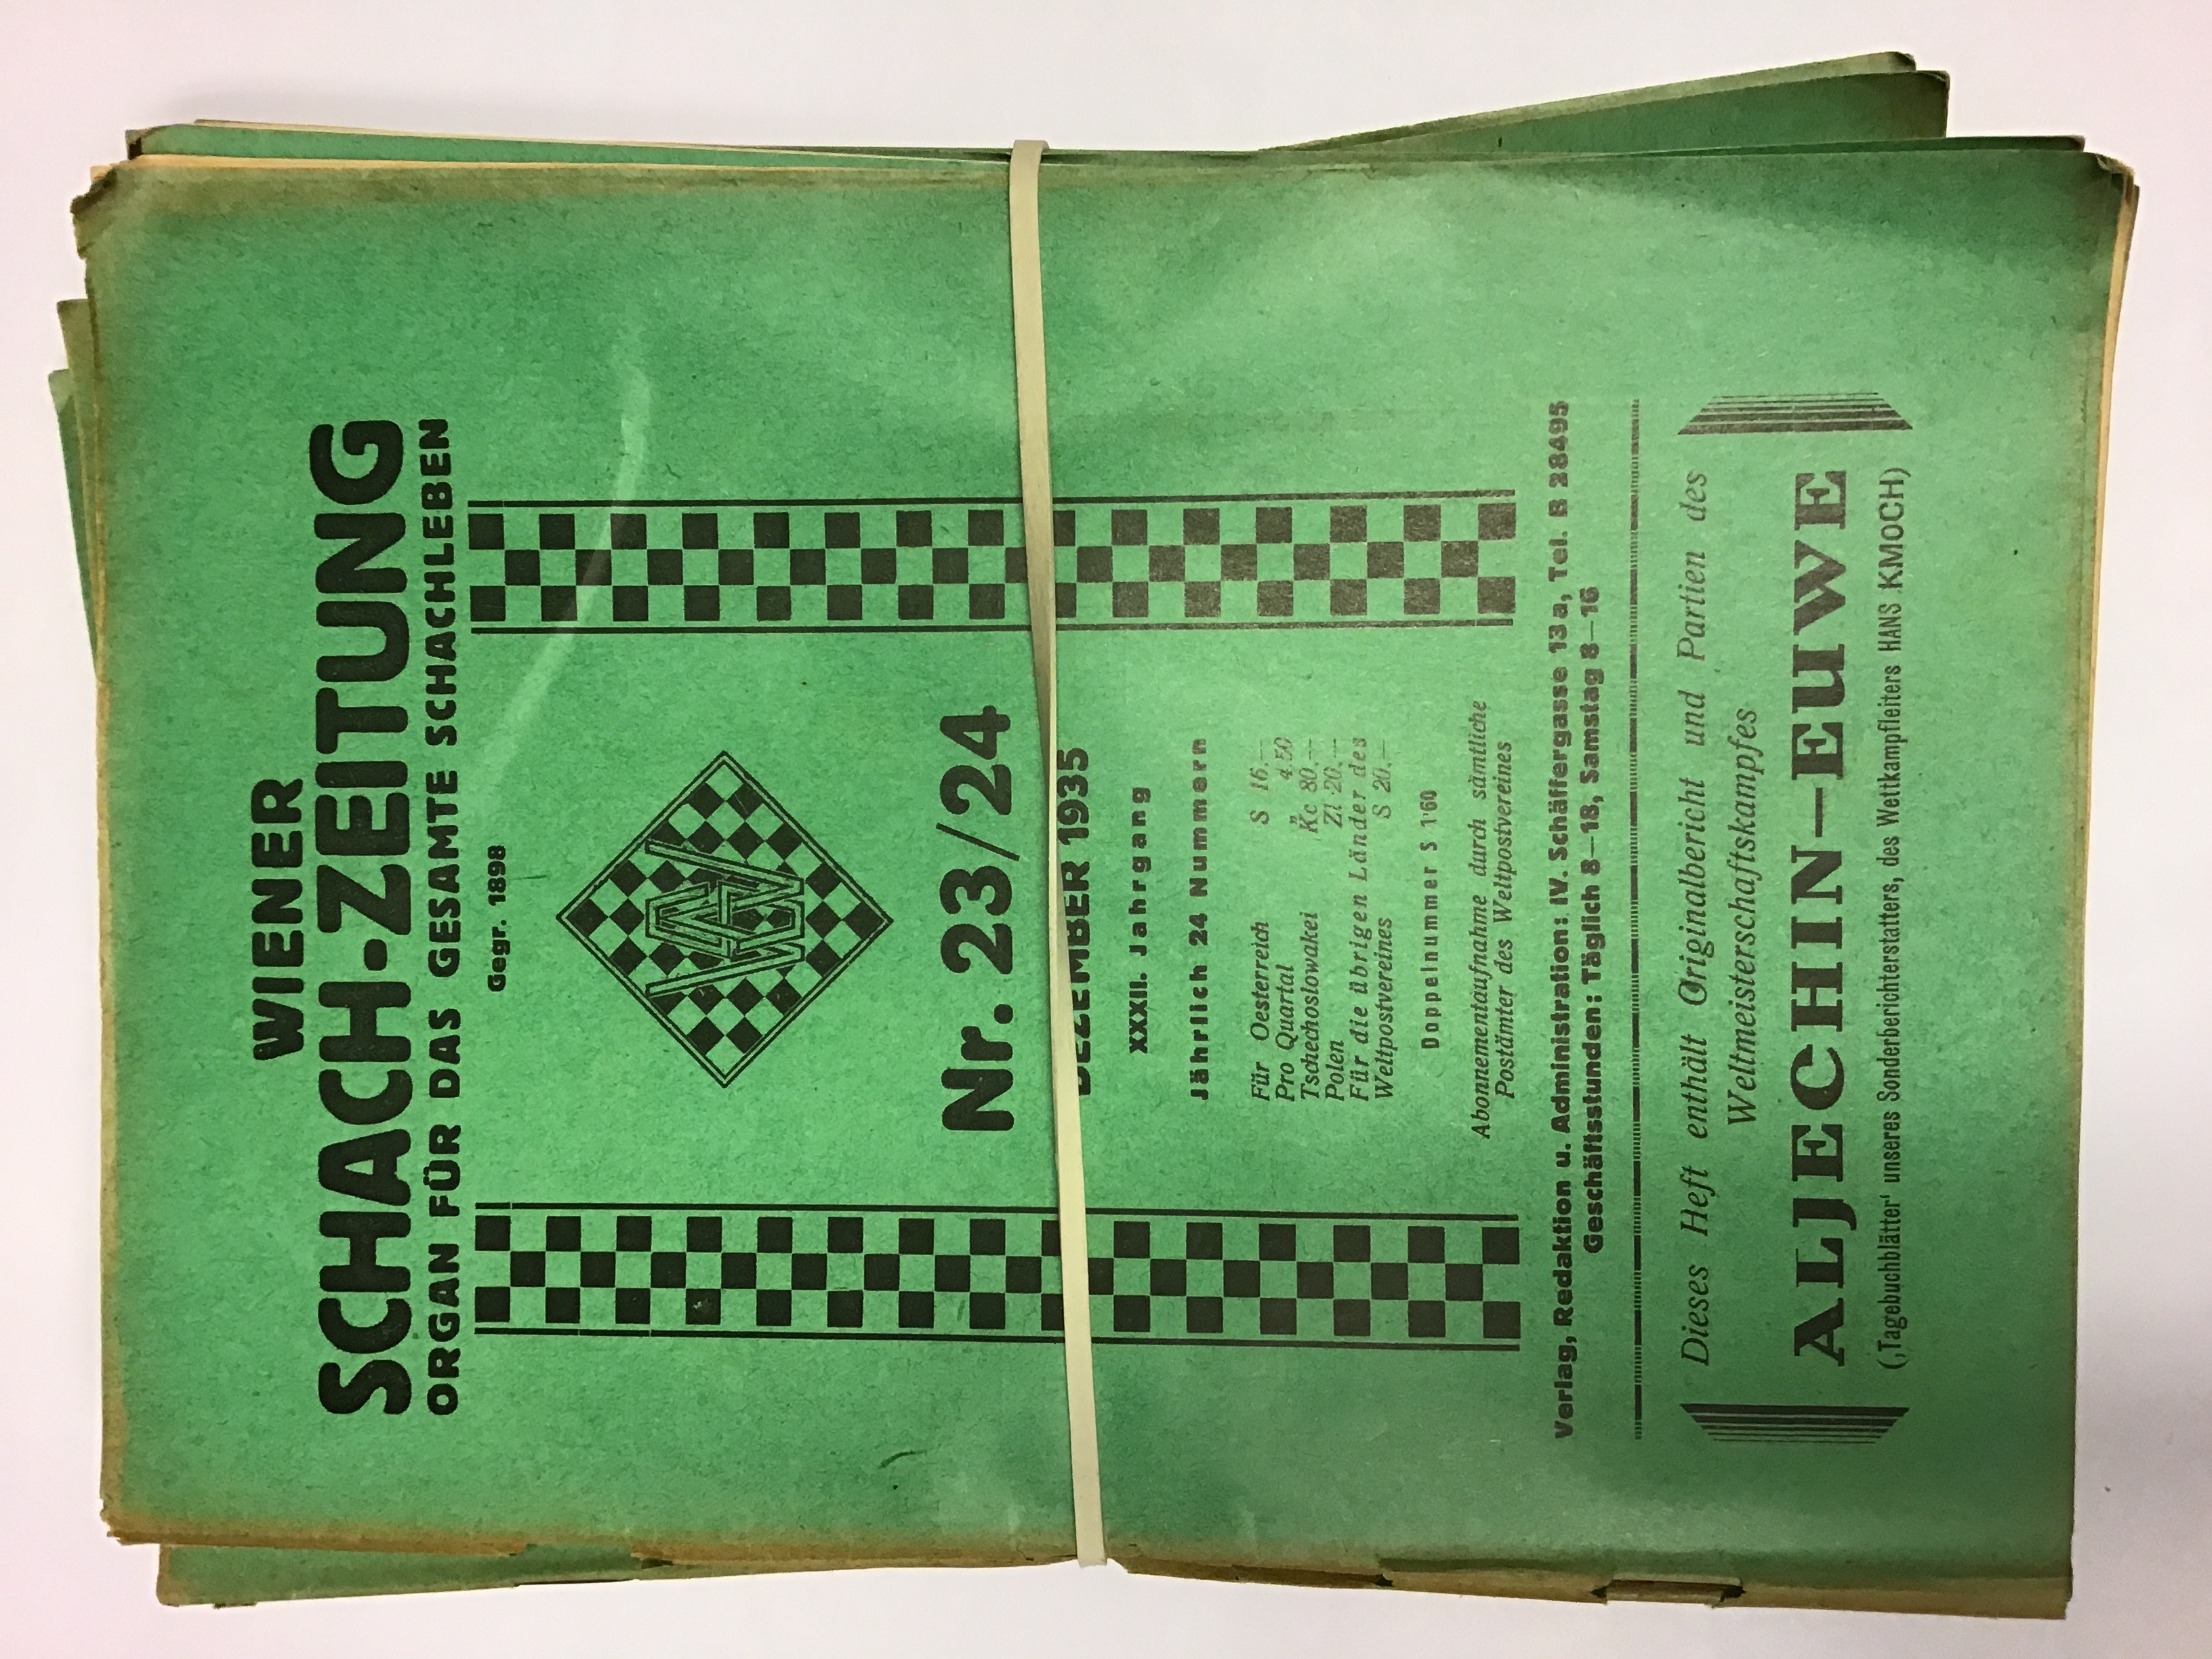 WIENER
SCHACH-ZEITUNG
ORGAN FÜR DAS GESAMTE SCHACHLEBEN
Gegr. 1898
Nr. 23/24
DEZEMBER 1935
XXXII. Jahrgang
Jährlich 24 Nummern
Für Oesterreich S 16.—
Pro Quartal „ 4.50
Tschechoslowakei Kc 80.—
Polen Zl 20.—
Für die übrigen Länder des
Weltpostvereines S 20.—
Doppelnummer S 1'60
Abonnementaufnahme durch sämtliche
Postämter des Weltpostvereines
Verlag, Redaktion u. Administration: IV. Schäffergasse 13a, Tel. B 28495
Geschäftsstunden: Täglich 8—18, Samstag 8—16
Dieses Heft enthält Originalbericht und Partien des
Weltmeisterschaftskampfes
ALJECHIN—EUWE
(‚Tagebuchblätter' unseres Sonderberichterstatters, des Wettkampfleiters HANS KMOCH)